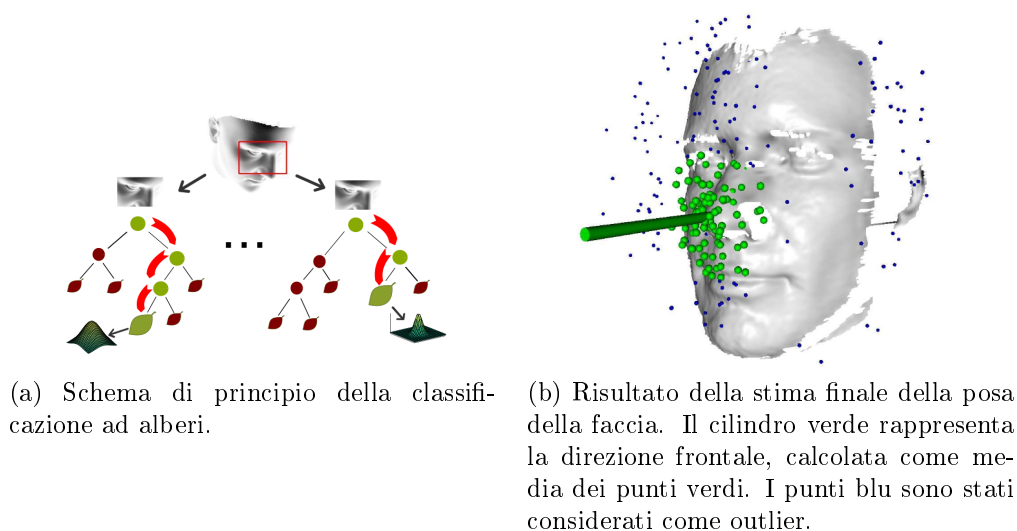 (a) Schema di principio della classifi-
cazione ad alberi.
(b) Risultato della stima finale della posa
della faccia. Il cilindro verde rappresenta
la direzione frontale, calcolata come me-
dia dei punti verdi. I punti blu sono stati
considerati come outlier.